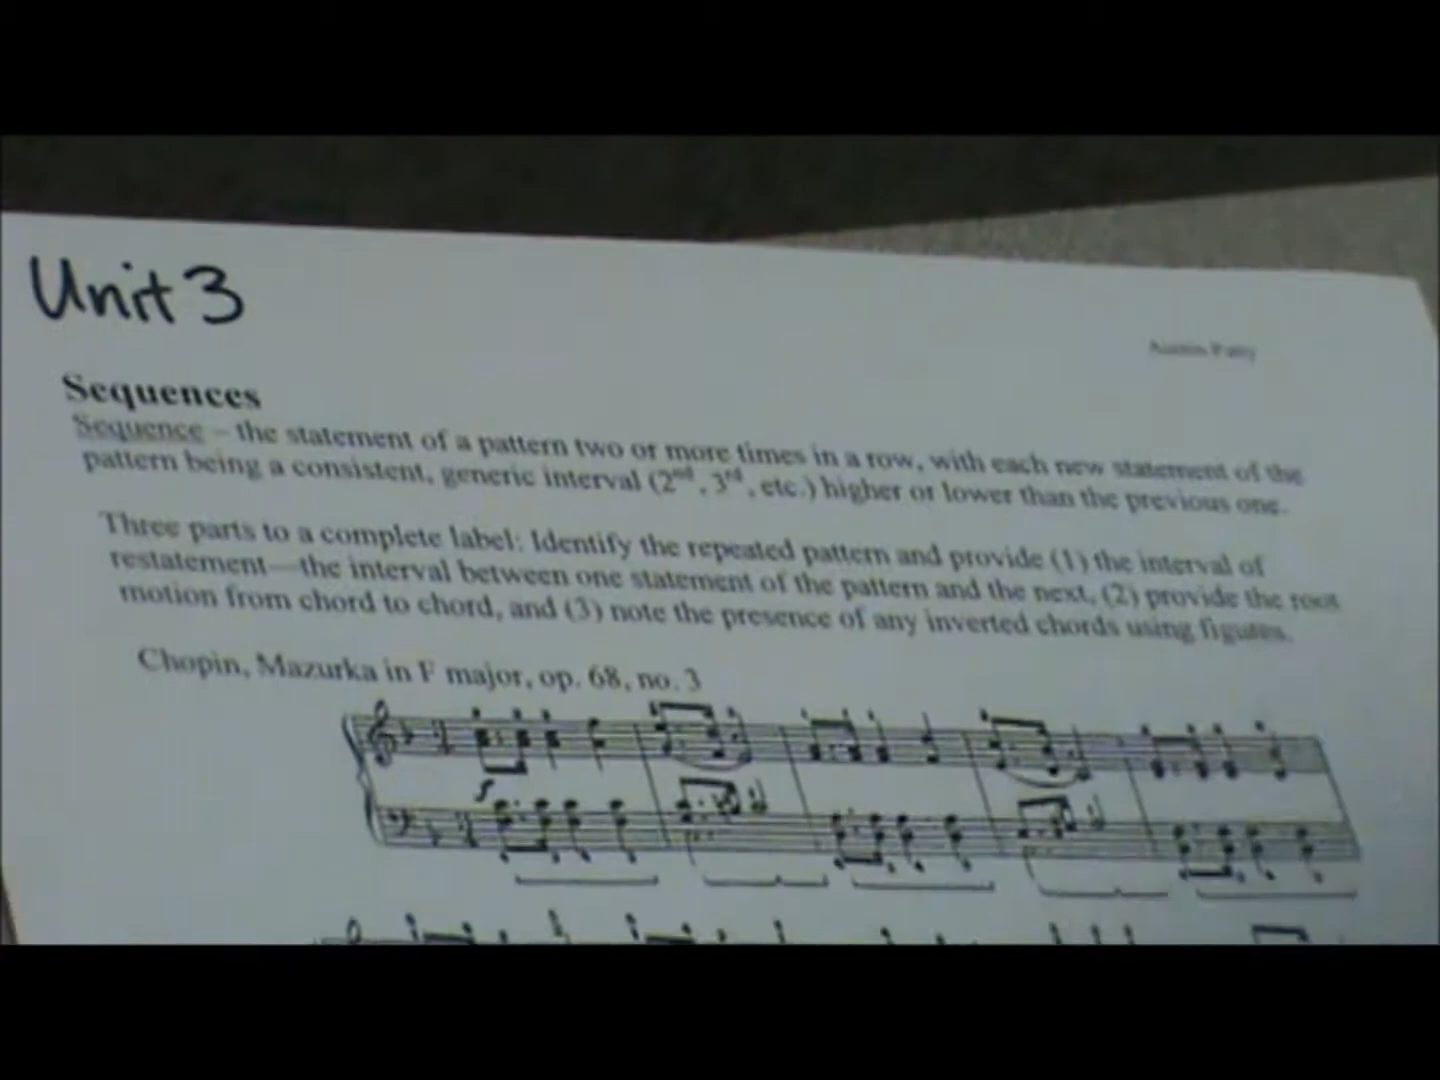 Unit 3
Sequences
Sequence – the statement of a pattern two or more times in a row, with each new statement of the
pattern being a consistent, generic interval (2nd, 3rd, etc.) higher or lower than the previous one.
Three parts to a complete label: Identify the repeated pattern and provide (1) the interval of
restatement—the interval between one statement of the pattern and the next, (2) provide the root
motion from chord to chord, and (3) note the presence of any inverted chords using figures.
Chopin, Mazurka in F major, op. 68, no. 3
f